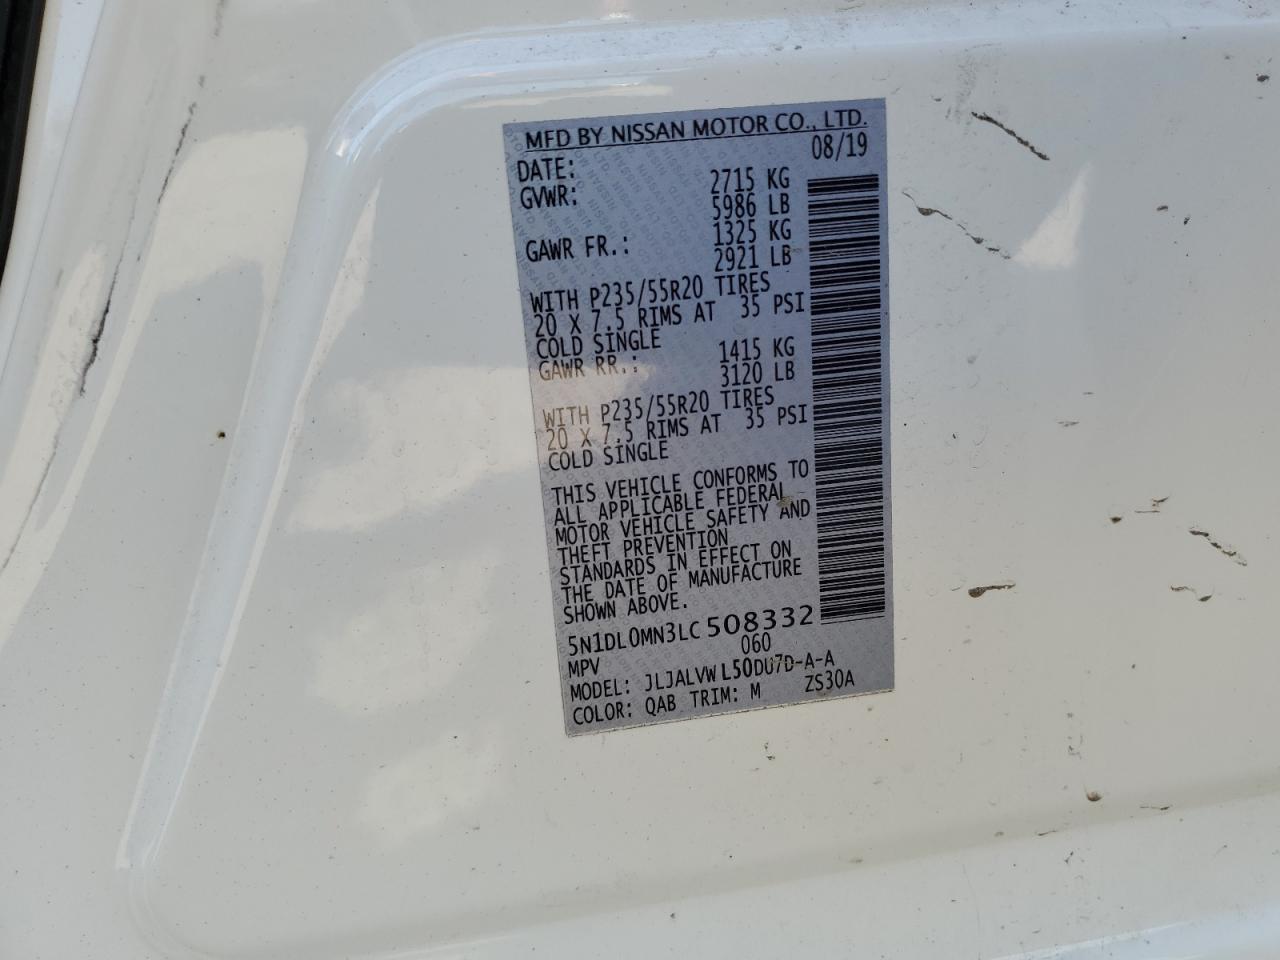 MFD BY NISSAN MOTOR CO., LTD.
DATE: 08/19
GVWR: 2715 KG
5986 LB
GAWR FR.: 1325 KG
2921 LB
WITH P235/55R20 TIRES
20 X 7.5 RIMS AT 35 PSI
COLD SINGLE
GAWR RR.: 1415 KG
3120 LB
WITH P235/55R20 TIRES
20 X 7.5 RIMS AT 35 PSI
COLD SINGLE
THIS VEHICLE CONFORMS TO
ALL APPLICABLE FEDERAL
MOTOR VEHICLE SAFETY AND
THEFT PREVENTION
STANDARDS IN EFFECT ON
THE DATE OF MANUFACTURE
SHOWN ABOVE.
5N1DL0MN3LC508332
MPV 060
MODEL: JLJALVWL50DU7D-A-A
COLOR: QAB TRIM: M ZS30A